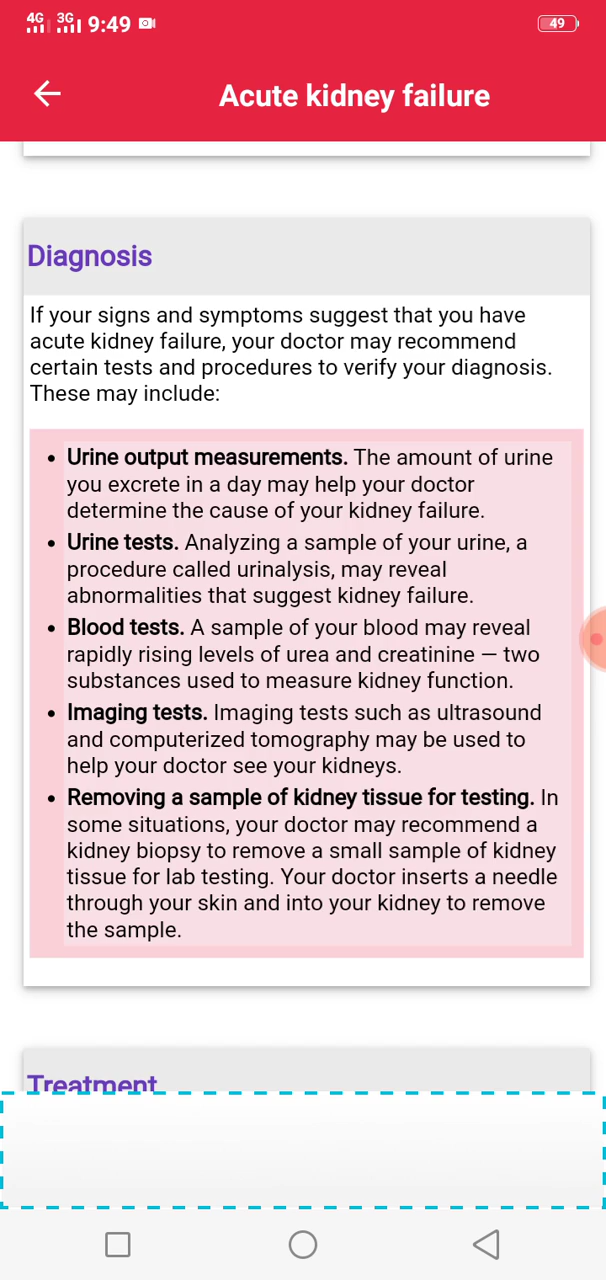 4G 3G 9:49 49
Acute kidney failure
Diagnosis
If your signs and symptoms suggest that you have
acute kidney failure, your doctor may recommend
certain tests and procedures to verify your diagnosis.
These may include:
• Urine output measurements. The amount of urine
you excrete in a day may help your doctor
determine the cause of your kidney failure.
• Urine tests. Analyzing a sample of your urine, a
procedure called urinalysis, may reveal
abnormalities that suggest kidney failure.
• Blood tests. A sample of your blood may reveal
rapidly rising levels of urea and creatinine — two
substances used to measure kidney function.
• Imaging tests. Imaging tests such as ultrasound
and computerized tomography may be used to
help your doctor see your kidneys.
• Removing a sample of kidney tissue for testing. In
some situations, your doctor may recommend a
kidney biopsy to remove a small sample of kidney
tissue for lab testing. Your doctor inserts a needle
through your skin and into your kidney to remove
the sample.
Treatment